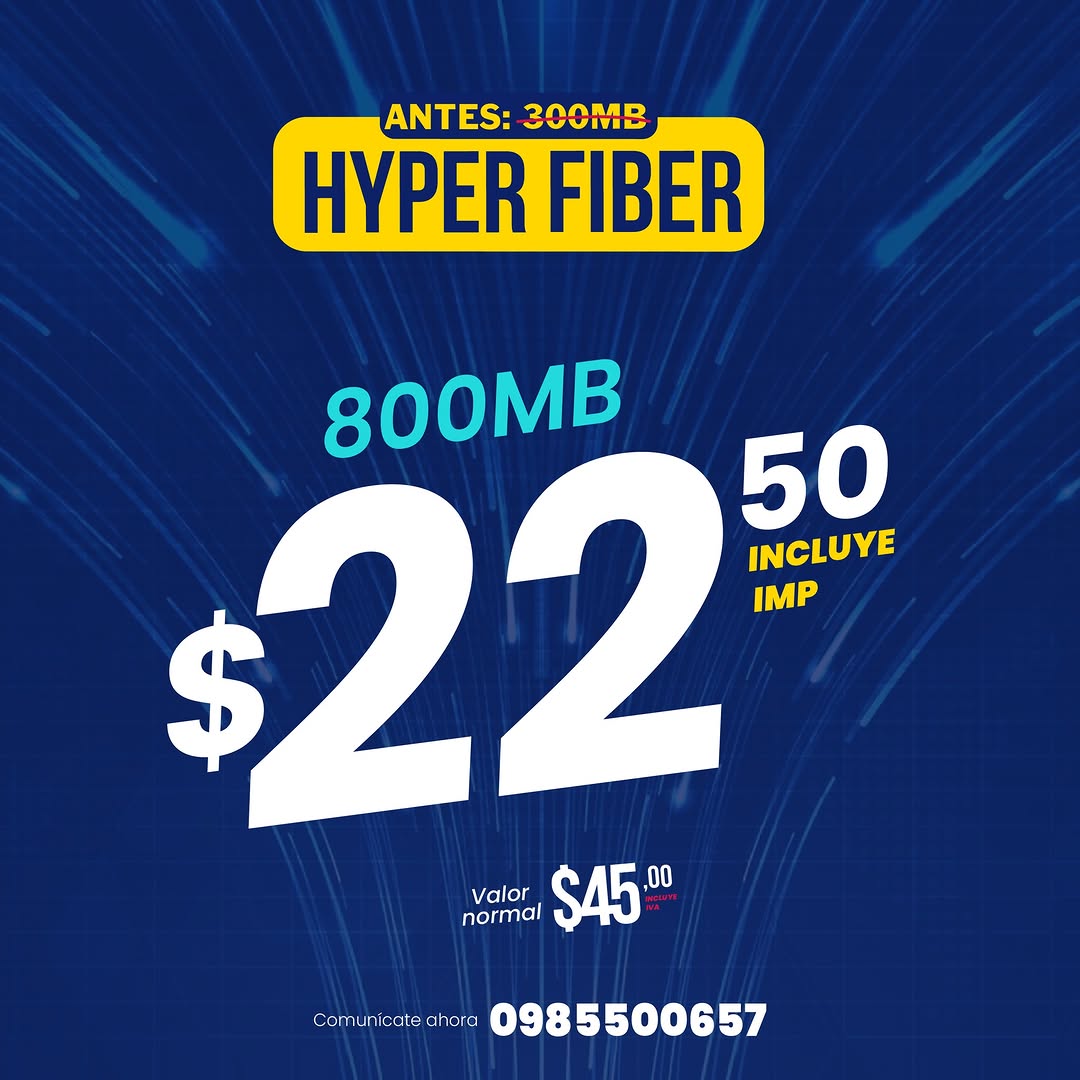 ANTES: 300MB
HYPER FIBER
800MB
$22 50
INCLUYE
IMP
Valor
normal
$45,00
INCLUYE
IVA
Comunícate ahora 0985500657